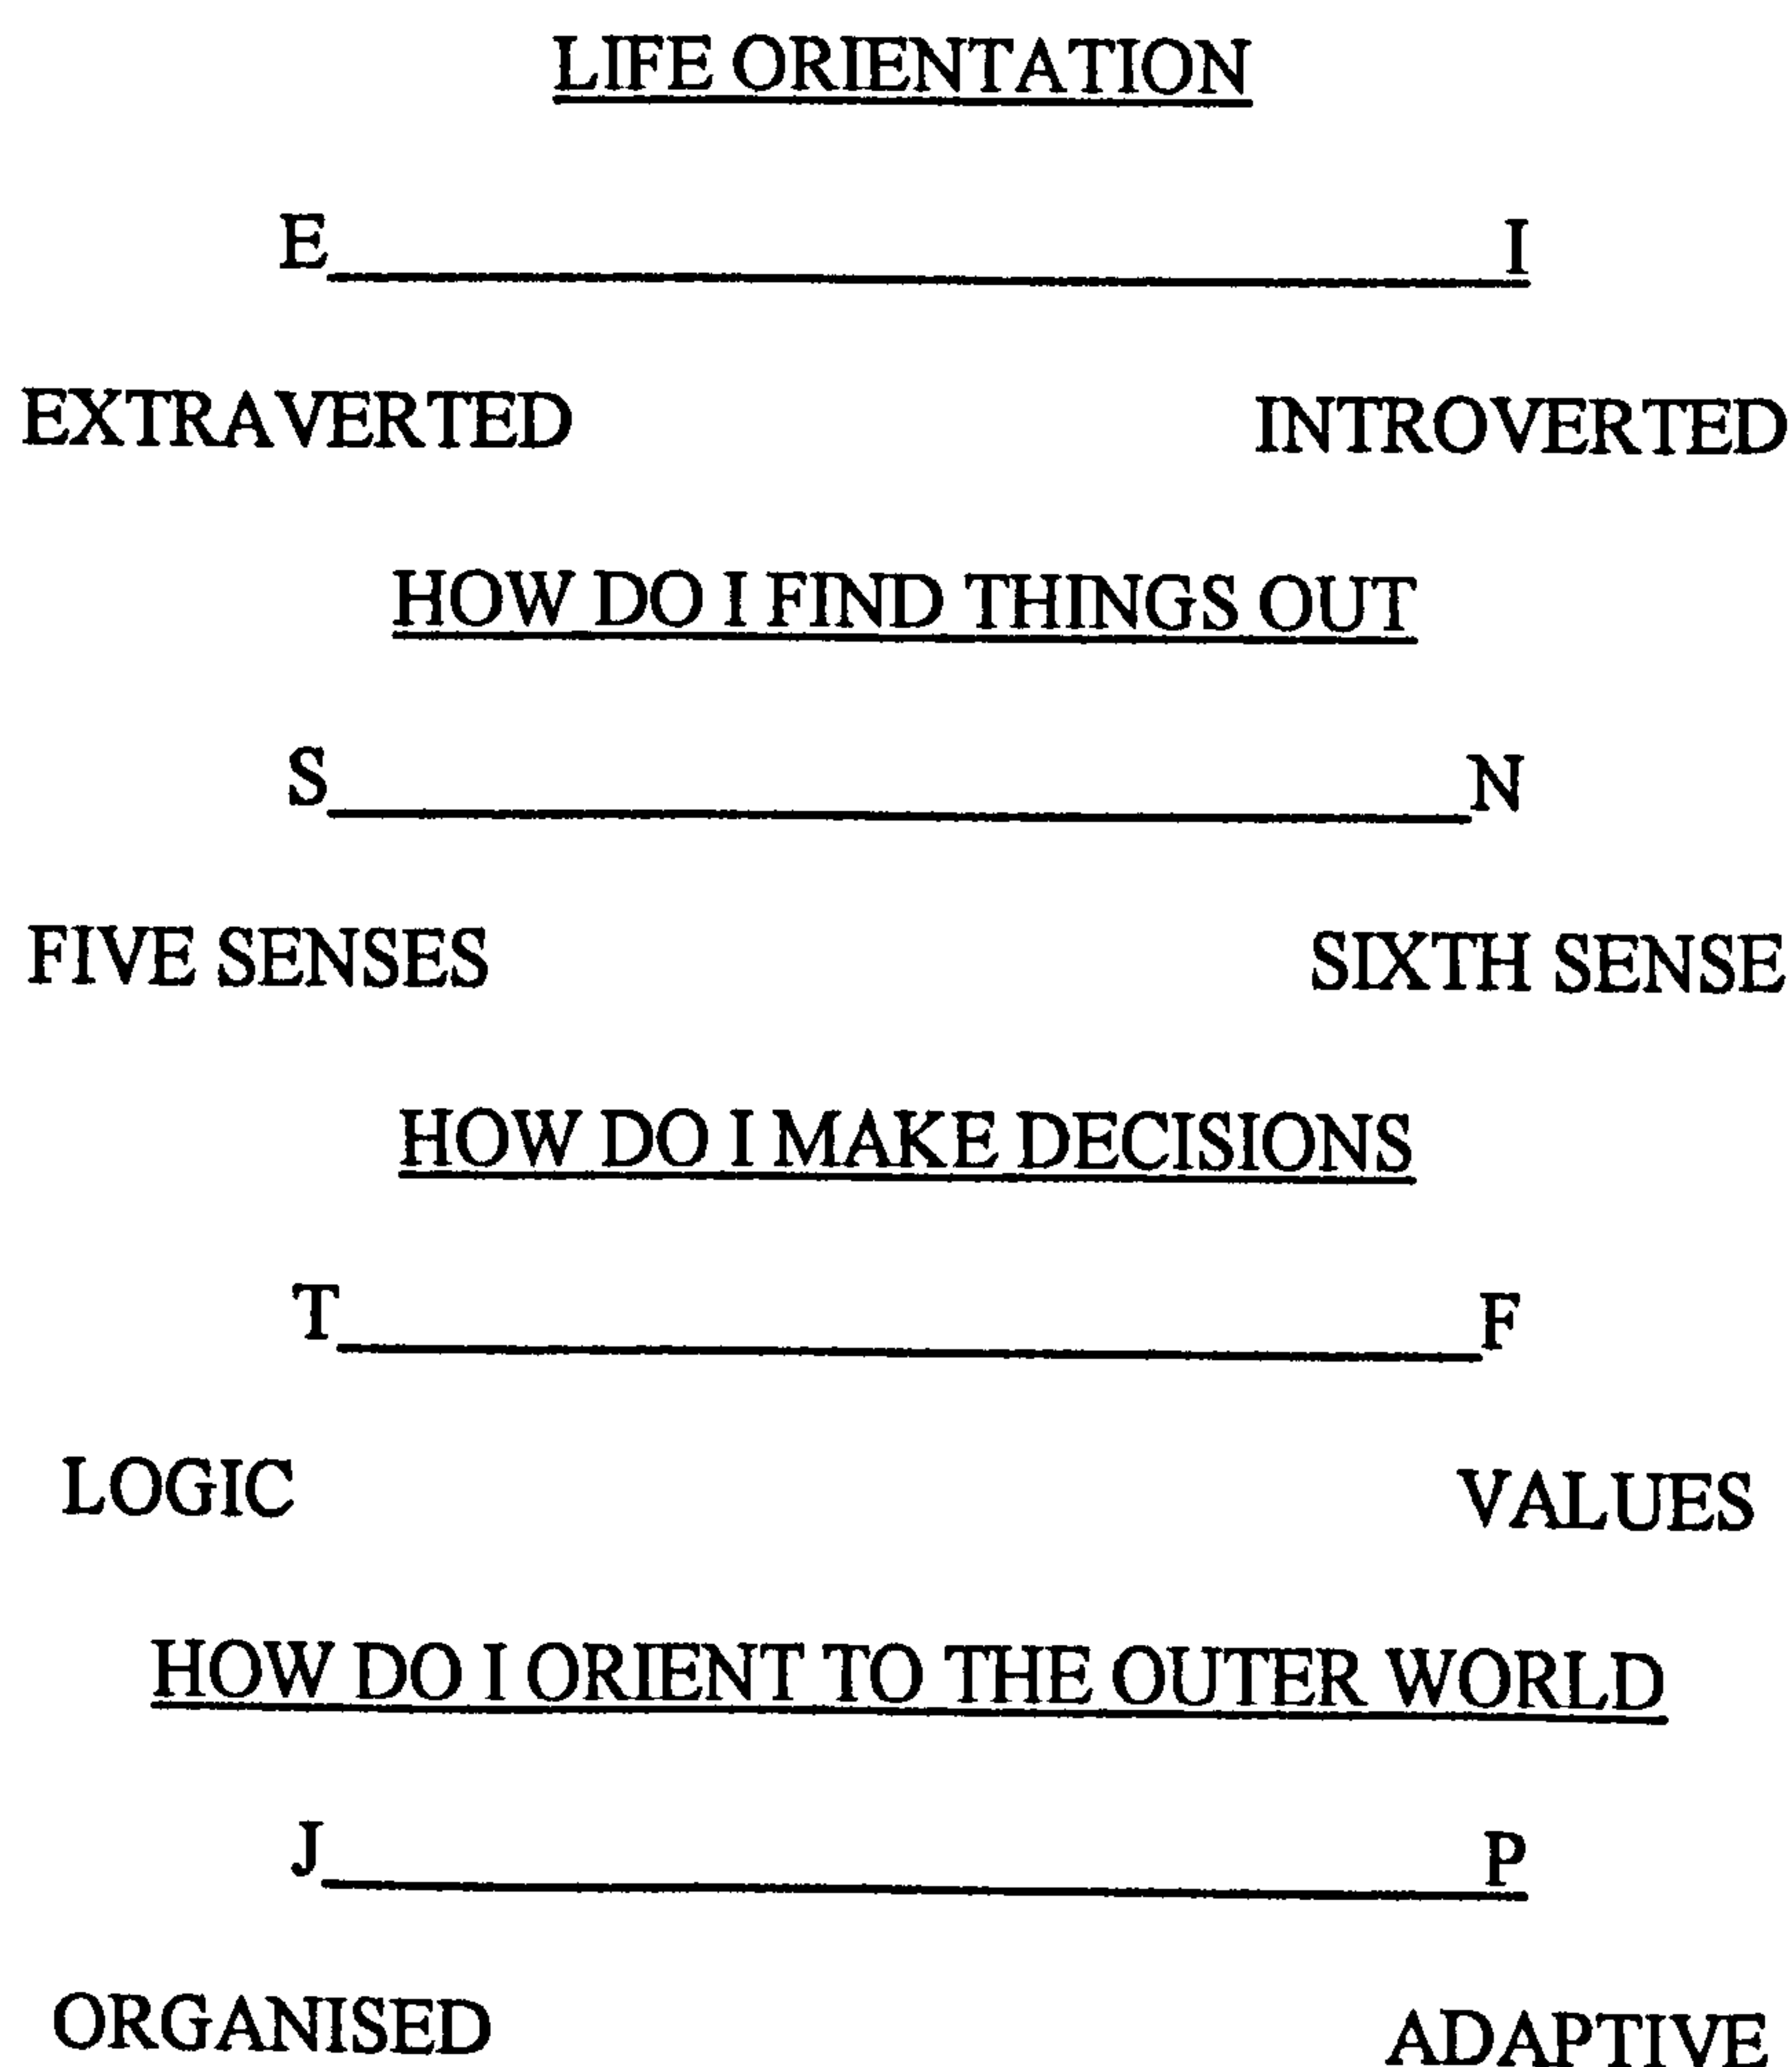 LIFE ORIENTATION
E I
EXTRAVERTED INTROVERTED
HOW DO I FIND THINGS OUT
S N
FIVE SENSES SIXTH SENSE
HOW DO I MAKE DECISIONS
T F
LOGIC VALUES
HOW DO I ORIENT TO THE OUTER WORLD
J P
ORGANISED ADAPTIVE